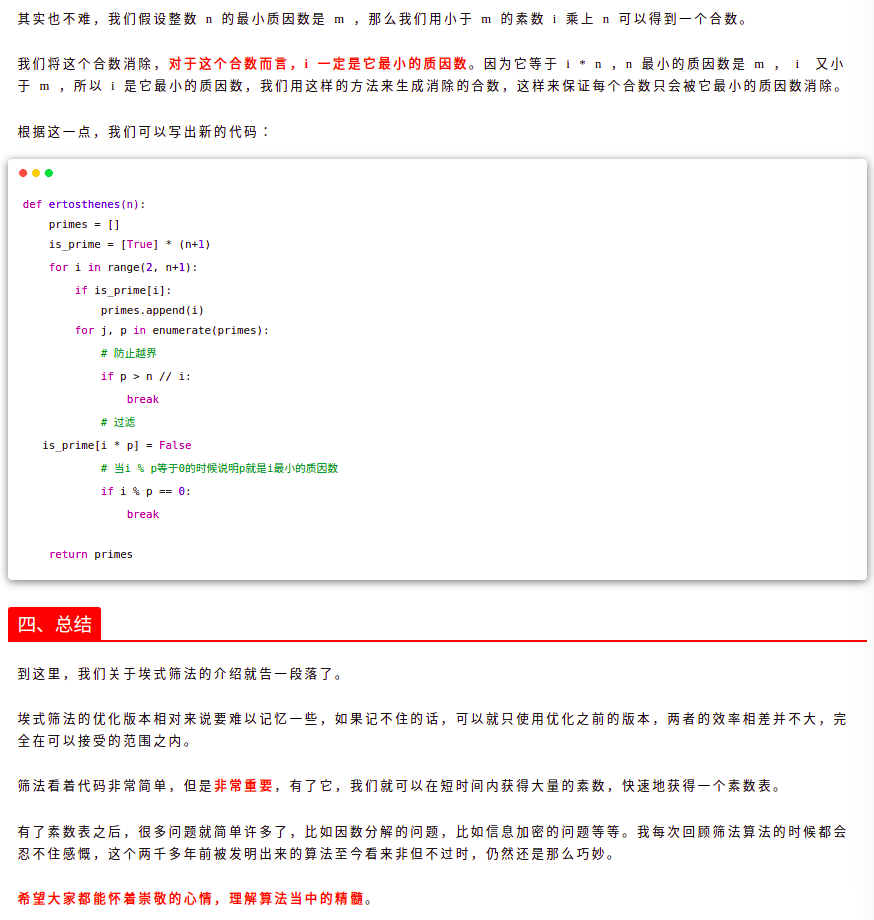 其实也不难，我们假设整数 n 的最小质因数是 m ，那么我们用小于 m 的素数 i 乘上 n 可以得到一个合数。
我们将这个合数消除，对于这个合数而言，i 一定是它最小的质因数。因为它等于 i * n ，n 最小的质因数是 m ， i 又小
于 m ，所以 i 是它最小的质因数，我们用这样的方法来生成消除的合数，这样来保证每个合数只会被它最小的质因数消除。
根据这一点，我们可以写出新的代码：
def ertosthenes(n):
    primes = []
    is_prime = [True] * (n+1)
    for i in range(2, n+1):
        if is_prime[i]:
            primes.append(i)
        for j, p in enumerate(primes):
            # 防止越界
            if p > n // i:
                break
            # 过滤
   is_prime[i * p] = False
            # 当i % p等于0的时候说明p就是i最小的质因数
            if i % p == 0:
                break
    return primes
四、总结
到这里，我们关于埃式筛法的介绍就告一段落了。
埃式筛法的优化版本相对来说要难以记忆一些，如果记不住的话，可以就只使用优化之前的版本，两者的效率相差并不大，完
全在可以接受的范围之内。
筛法看着代码非常简单，但是非常重要，有了它，我们就可以在短时间内获得大量的素数，快速地获得一个素数表。
有了素数表之后，很多问题就简单许多了，比如因数分解的问题，比如信息加密的问题等等。我每次回顾筛法算法的时候都会
忍不住感慨，这个两千多年前被发明出来的算法至今看来非但不过时，仍然还是那么巧妙。
希望大家都能怀着崇敬的心情，理解算法当中的精髓。